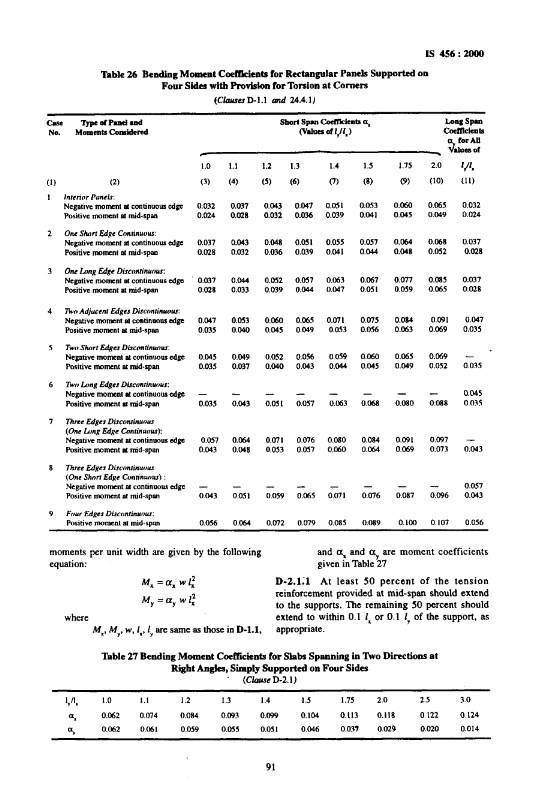 IS 456 : 2000
Table 26 Bending Moment Coefficients for Rectangular Panels Supported on
Four Sides with Provision for Torsion at Corners
(Clauses D-1.1 and 24.4.1)
Case No. Type of Panel and Moments Considered Short Span Coefficients αx (Values of ly/lx) Long Span Coefficients αy for All Values of ly/lx
1.0 1.1 1.2 1.3 1.4 1.5 1.75 2.0
(1) (2) (3) (4) (5) (6) (7) (8) (9) (10) (11)
1 Interior Panels:
Negative moment at continuous edge 0.032 0.037 0.043 0.047 0.051 0.053 0.060 0.065 0.032
Positive moment at mid-span 0.024 0.028 0.032 0.036 0.039 0.041 0.045 0.049 0.024
2 One Short Edge Continuous:
Negative moment at continuous edge 0.037 0.043 0.048 0.051 0.055 0.057 0.064 0.068 0.037
Positive moment at mid-span 0.028 0.032 0.036 0.039 0.041 0.044 0.048 0.052 0.028
3 One Long Edge Discontinuous:
Negative moment at continuous edge 0.037 0.044 0.052 0.057 0.063 0.067 0.077 0.085 0.037
Positive moment at mid-span 0.028 0.033 0.039 0.044 0.047 0.051 0.059 0.065 0.028
4 Two Adjacent Edges Discontinuous:
Negative moment at continuous edge 0.047 0.053 0.060 0.065 0.071 0.075 0.084 0.091 0.047
Positive moment at mid-span 0.035 0.040 0.045 0.049 0.053 0.056 0.063 0.069 0.035
5 Two Short Edges Discontinuous:
Negative moment at continuous edge 0.045 0.049 0.052 0.056 0.059 0.060 0.065 0.069 —
Positive moment at mid-span 0.035 0.037 0.040 0.043 0.044 0.045 0.049 0.052 0.035
6 Two Long Edges Discontinuous:
Negative moment at continuous edge — — — — — — — — 0.045
Positive moment at mid-span 0.035 0.043 0.051 0.057 0.063 0.068 0.080 0.088 0.035
7 Three Edges Discontinuous
(One Long Edge Continuous):
Negative moment at continuous edge 0.057 0.064 0.071 0.076 0.080 0.084 0.091 0.097 —
Positive moment at mid-span 0.043 0.048 0.053 0.057 0.060 0.064 0.069 0.073 0.043
8 Three Edges Discontinuous
(One Short Edge Continuous) :
Negative moment at continuous edge — — — — — — — — 0.057
Positive moment at mid-span 0.043 0.051 0.059 0.065 0.071 0.076 0.087 0.096 0.043
9 Four Edges Discontinuous:
Positive moment at mid-span 0.056 0.064 0.072 0.079 0.085 0.089 0.100 0.107 0.056
moments per unit width are given by the following
equation:
Mx = αx w lx²
My = αy w lx²
where
Mx, My, w, lx, ly are same as those in D-1.1,
and αx and αy are moment coefficients
given in Table 27
D-2.1.1 At least 50 percent of the tension
reinforcement provided at mid-span should extend
to the supports. The remaining 50 percent should
extend to within 0.1 lx or 0.1 ly of the support, as
appropriate.
Table 27 Bending Moment Coefficients for Slabs Spanning in Two Directions at
Right Angles, Simply Supported on Four Sides
(Clause D-2.1)
ly/lx 1.0 1.1 1.2 1.3 1.4 1.5 1.75 2.0 2.5 3.0
αx 0.062 0.074 0.084 0.093 0.099 0.104 0.113 0.118 0.122 0.124
αy 0.062 0.061 0.059 0.055 0.051 0.046 0.037 0.029 0.020 0.014
91